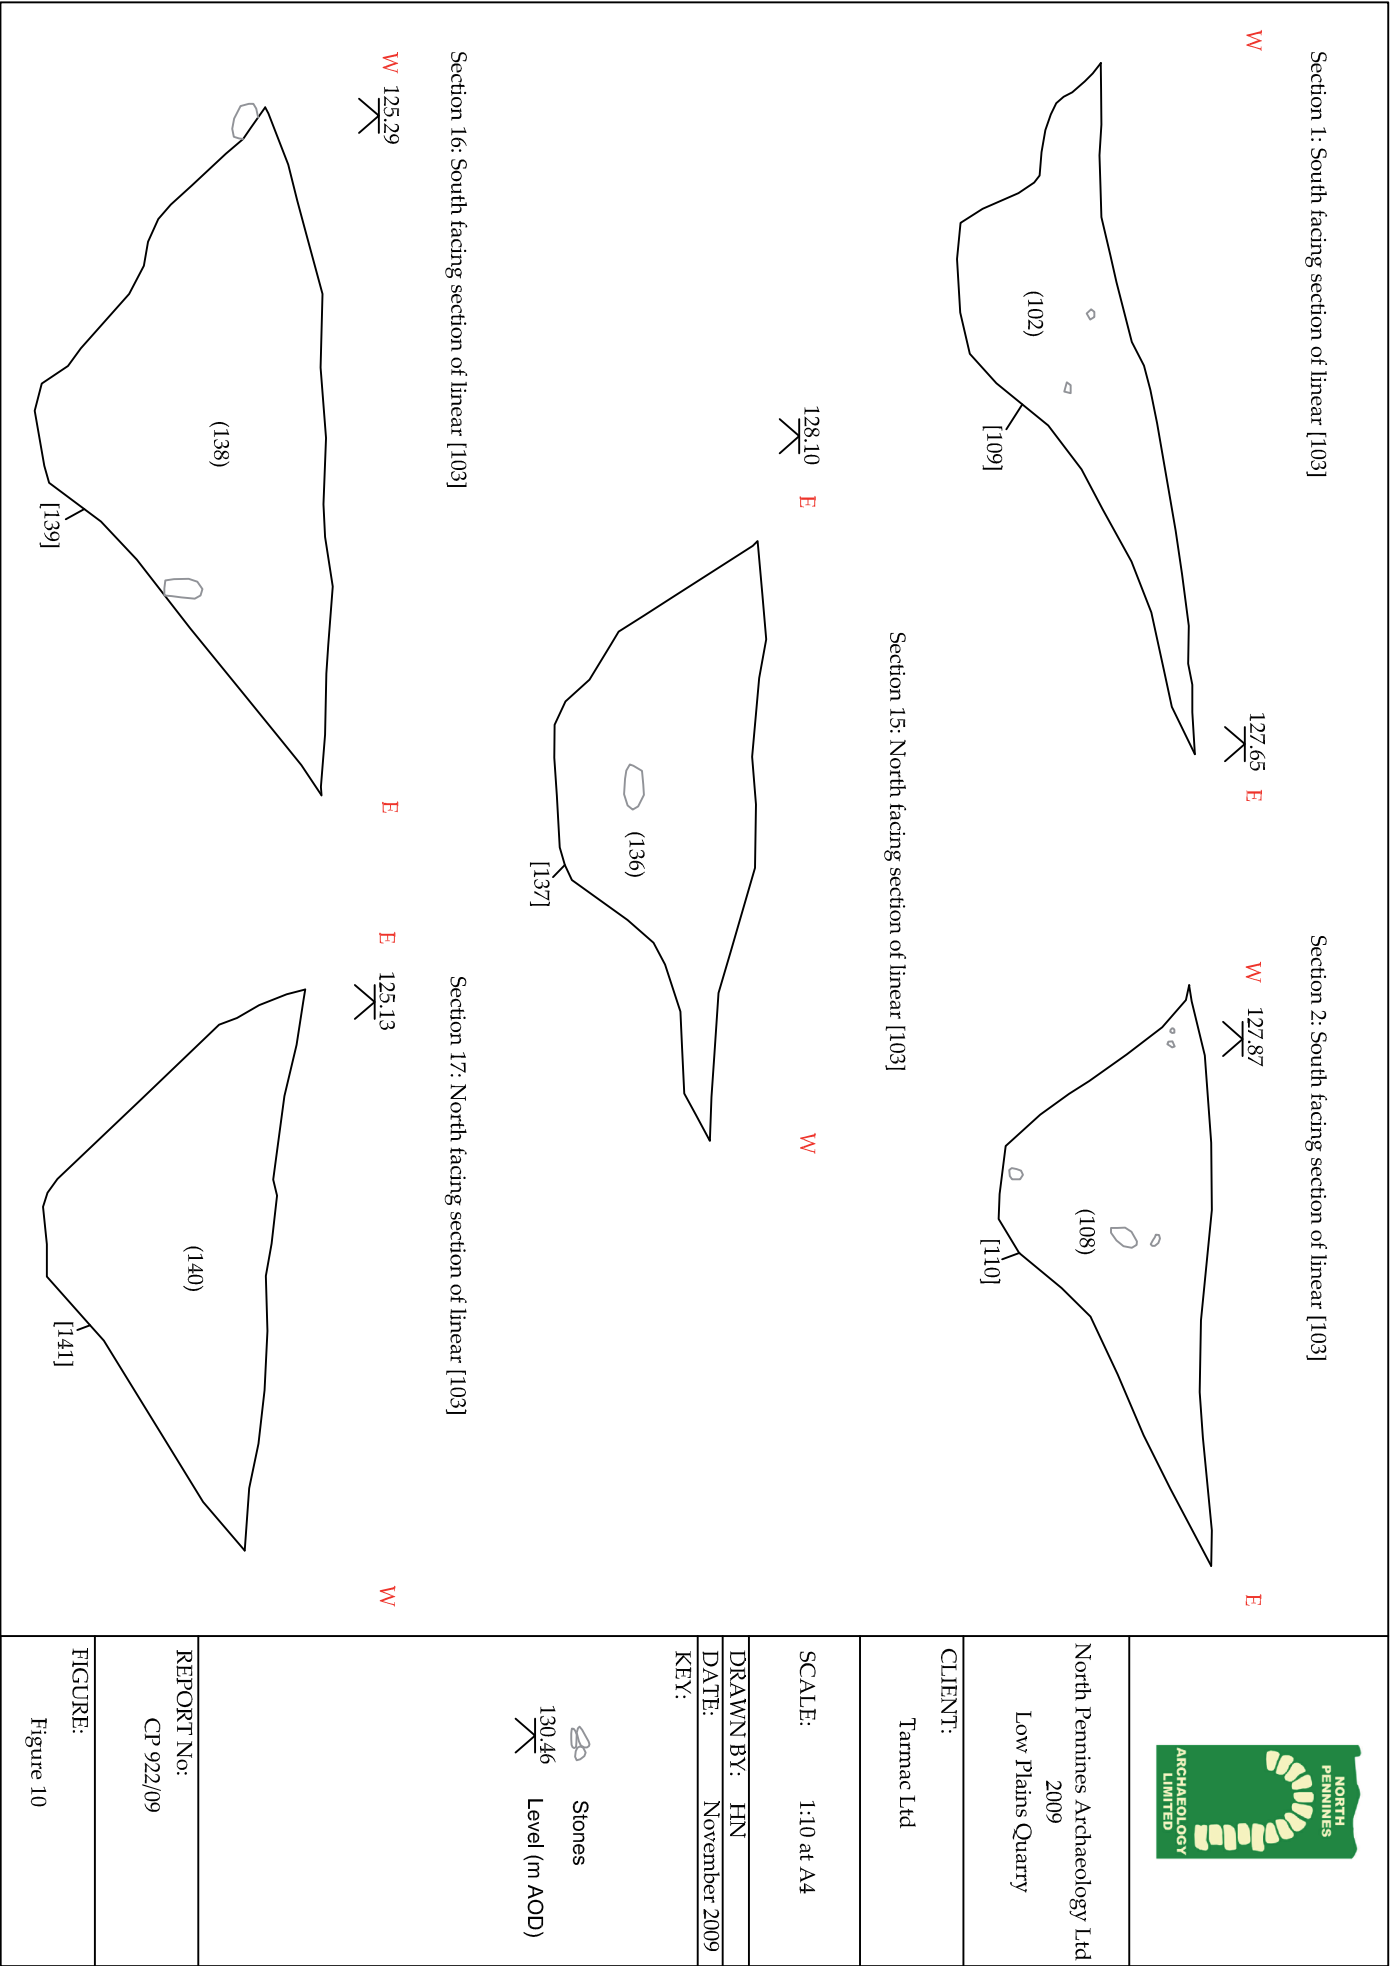 Section 1: South facing section of linear [103]
W
127.65
E
(102)
[109]
Section 2: South facing section of linear [103]
W
127.87
E
(108)
[110]
Section 15: North facing section of linear [103]
128.10
E
W
(136)
[137]
Section 16: South facing section of linear [103]
W
125.29
E
(138)
[139]
Section 17: North facing section of linear [103]
E
125.13
W
(140)
[141]
NORTH
PENNINES
ARCHAEOLOGY
LIMITED
North Pennines Archaeology Ltd
2009
Low Plains Quarry
CLIENT:
Tarmac Ltd
SCALE: 1:10 at A4
DRAWN BY: HN
DATE: November 2009
KEY:
Stones
130.46 Level (m AOD)
REPORT No:
CP 922/09
FIGURE:
Figure 10